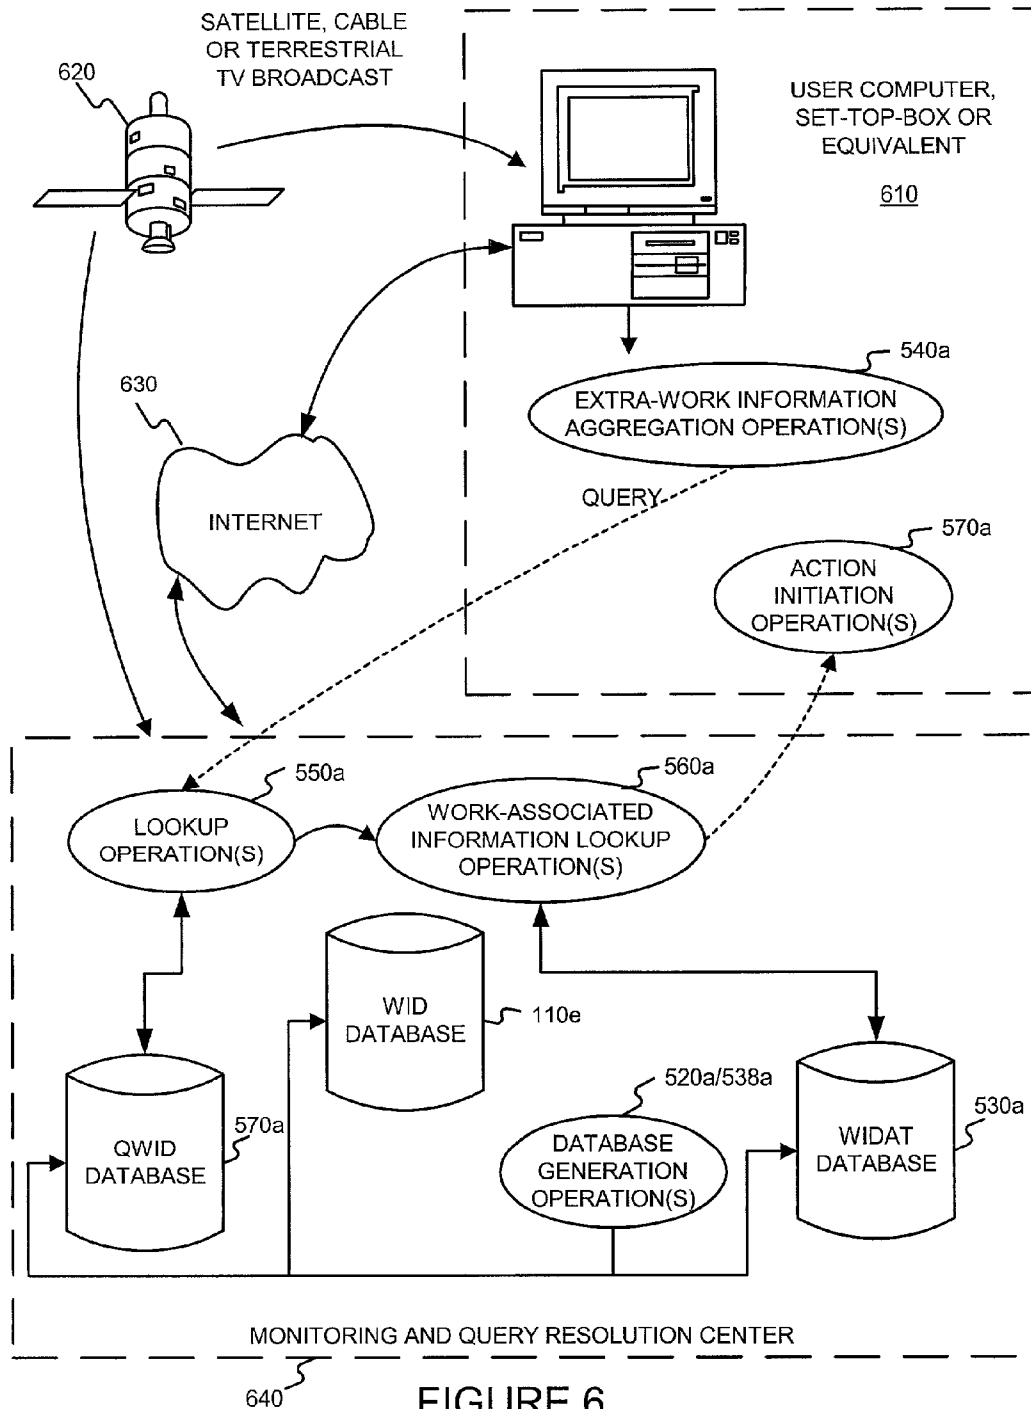 SATELLITE, CABLE
OR TERRESTRIAL
TV BROADCAST
620
USER COMPUTER,
SET-TOP-BOX OR
EQUIVALENT
610
540a
630
EXTRA-WORK INFORMATION
AGGREGATION OPERATION(S)
QUERY
INTERNET
570a
ACTION
INITIATION
OPERATION(S)
550a
560a
LOOKUP
OPERATION(S)
WORK-ASSOCIATED
INFORMATION LOOKUP
OPERATION(S)
WID
DATABASE
110e
520a/538a
530a
570a
QWID
DATABASE
DATABASE
GENERATION
OPERATION(S)
WIDAT
DATABASE
MONITORING AND QUERY RESOLUTION CENTER
640
FIGURE 6